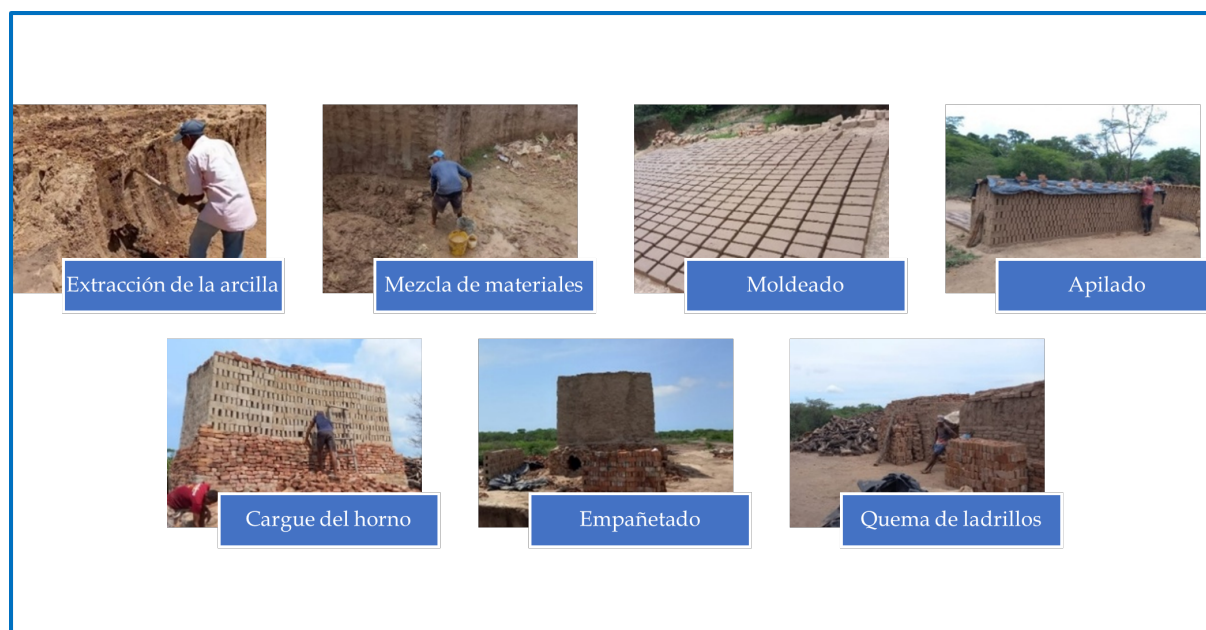 Extracción de la arcilla
Mezcla de materiales
Moldeado
Apilado
Cargue del horno
Empañetado
Quema de ladrillos